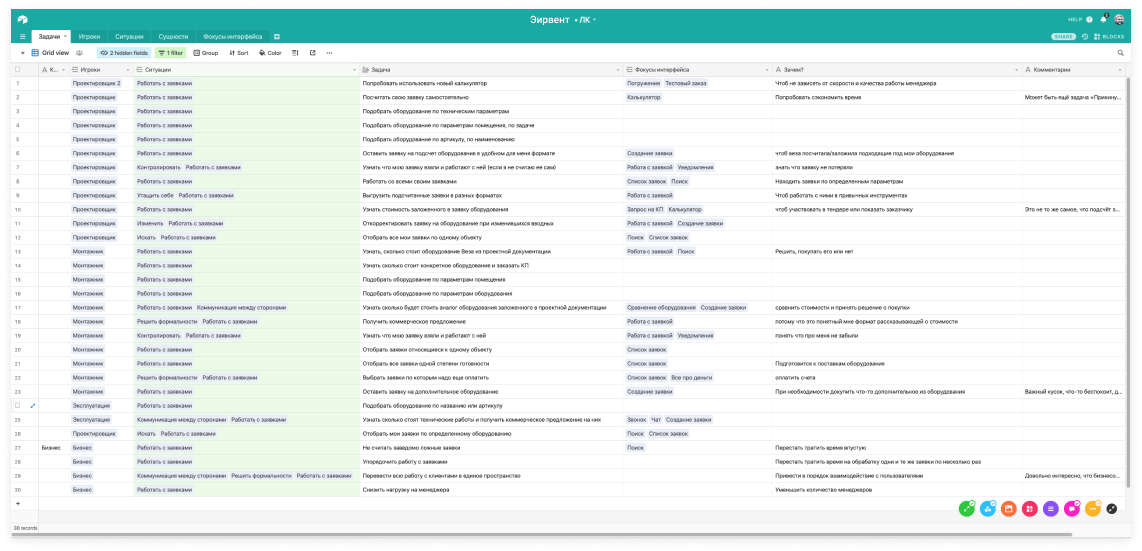 Эирвент • ЛК
HELP
Задачи Игроки Ситуации Сущности Фокусы интерфейса SHARE BLOCKS
Grid view 2 hidden fields 1 filter Group Sort Color
A К... Игроки Ситуации Задача Фокусы интерфейса Зачем? Комментарии
1 Проектировщик 2 Работать с заявками Попробовать использовать новый калькулятор Погружение Тестовый заказ Чтоб не зависеть от скорости и качества работы менеджера
2 Проектировщик Работать с заявками Посчитать свою заявку самостоятельно Калькулятор Попробовать сэкономить время Может быть ещё задача «Прикину...
3 Проектировщик Работать с заявками Подобрать оборудование по техническим параметрам
4 Проектировщик Работать с заявками Подобрать оборудование по параметрам помещения, по задаче
5 Проектировщик Работать с заявками Подобрать оборудование по артикулу, по наименованию
6 Проектировщик Работать с заявками Оставить заявку на подсчет оборудования в удобном для меня формате Создание заявки чтоб веза посчитала/заложила подходящие под мои оборудование
7 Проектировщик Контролировать Работать с заявками Узнать что мою заявку взяли и работают с ней (если я не считаю ее сам) Работа с заявкой Уведомления знать что заявку не потеряли
8 Проектировщик Работать с заявками Работать со всеми своим заявками Список заявок Поиск Находить заявки по определенным параметрам
9 Проектировщик Утащить себе Работать с заявками Выгрузить подсчитанные заявки в разных форматах Работа с заявкой Чтоб работать с ними в привычных инструментах
10 Проектировщик Работать с заявками Узнать стоимость заложенного в заявку оборудования Запрос на КП Калькулятор чтоб участвовать в тендере или показать заказчику Это не то же самое, что подсчёт з...
11 Проектировщик Изменить Работать с заявками Откорректировать заявку на оборудование при изменившихся вводных Работа с заявкой Создание заявки
12 Проектировщик Искать Работать с заявками Отобрать все мои заявки по одному объекту Поиск Список заявок
13 Монтажник Работать с заявками Узнать, сколько стоит оборудование Веза из проектной документации Работа с заявкой Поиск Решить, покупать его или нет
14 Монтажник Работать с заявками Узнать сколько стоит конкретное оборудование и заказать КП
15 Монтажник Работать с заявками Подобрать оборудование по параметрам помещения
16 Монтажник Работать с заявками Подобрать оборудование по параметрам оборудования
17 Монтажник Работать с заявками Коммуникация между сторонами Узнать сколько будет стоить аналог оборудования заложенного в проектной документации Сравнение оборудования Создание заявки сравнить стоимости и принять решение о покупки
18 Монтажник Решить формальности Работать с заявками Получить коммерческое предложение Работа с заявкой потому что это понятный мне формат рассказывающей о стоимости
19 Монтажник Контролировать Работать с заявками Узнать что мою заявку взяли и работают с ней Работа с заявкой Уведомления понять что про меня не забыли
20 Монтажник Работать с заявками Отобрать заявки относящиеся к одному объекту Список заявок
21 Монтажник Работать с заявками Отобрать все заявки одной степени готовности Список заявок Подготовится к поставкам оборудования
22 Монтажник Решить формальности Работать с заявками Выбрать заявки по которым надо еще оплатить Список заявок Все про деньги оплатить счета
23 Монтажник Работать с заявками Оставить заявку на дополнительное оборудование Создание заявки При необходимости докупить что-то дополнительное из оборудования Важный кусок, что-то беспокоит, д...
Эксплуатация Работать с заявками Подобрать оборудование по названию или артикулу
25 Эксплуатация Коммуникация между сторонами Работать с заявками Узнать сколько стоят технические работы и получить коммерческое предложение на них Звонок Чат Создание заявки
26 Проектировщик Искать Работать с заявками Отобрать мои заявки по определенному оборудованию Поиск Список заявок
27 Бизнес Бизнес Работать с заявками Не считать заведомо ложные заявки Поиск Перестать тратить время впустую
28 Бизнес Работать с заявками Упорядочить работу с заявками Перестать тратить время на обработку одни и те же заявки по несколько раз
29 Бизнес Коммуникация между сторонами Решить формальности Работать с заявками Перевести всю работу с клиентами в единое пространство Привести в порядок взаимодействие с пользователями Довольно интересно, что бизнесо...
30 Бизнес Работать с заявками Снизить нагрузку на менеджера Уменьшить количество менеджеров
+
30 records